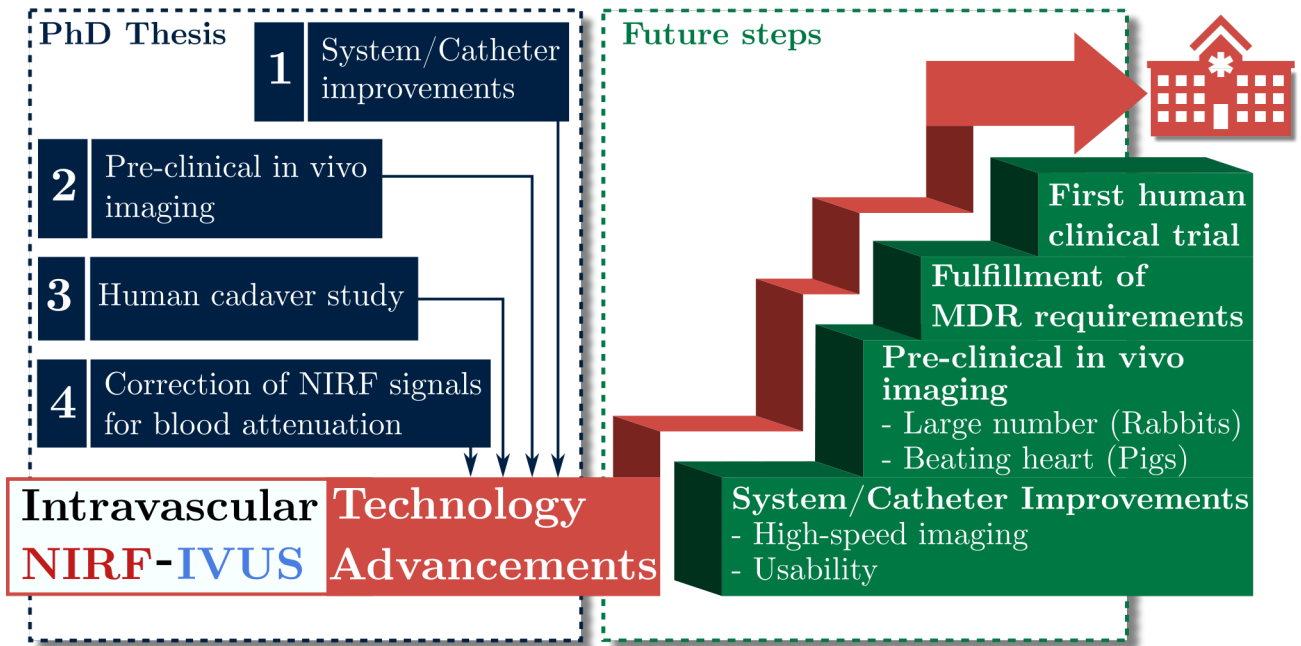 PhD Thesis
1
System/Catheter
improvements
2
Pre-clinical in vivo
imaging
3
Human cadaver study
4
Correction of NIRF signals
for blood attenuation
Intravascular
NIRF-IVUS
Technology
Advancements
Future steps
First human
clinical trial
Fulfillment of
MDR requirements
Pre-clinical in vivo
imaging
- Large number (Rabbits)
- Beating heart (Pigs)
System/Catheter Improvements
- High-speed imaging
- Usability